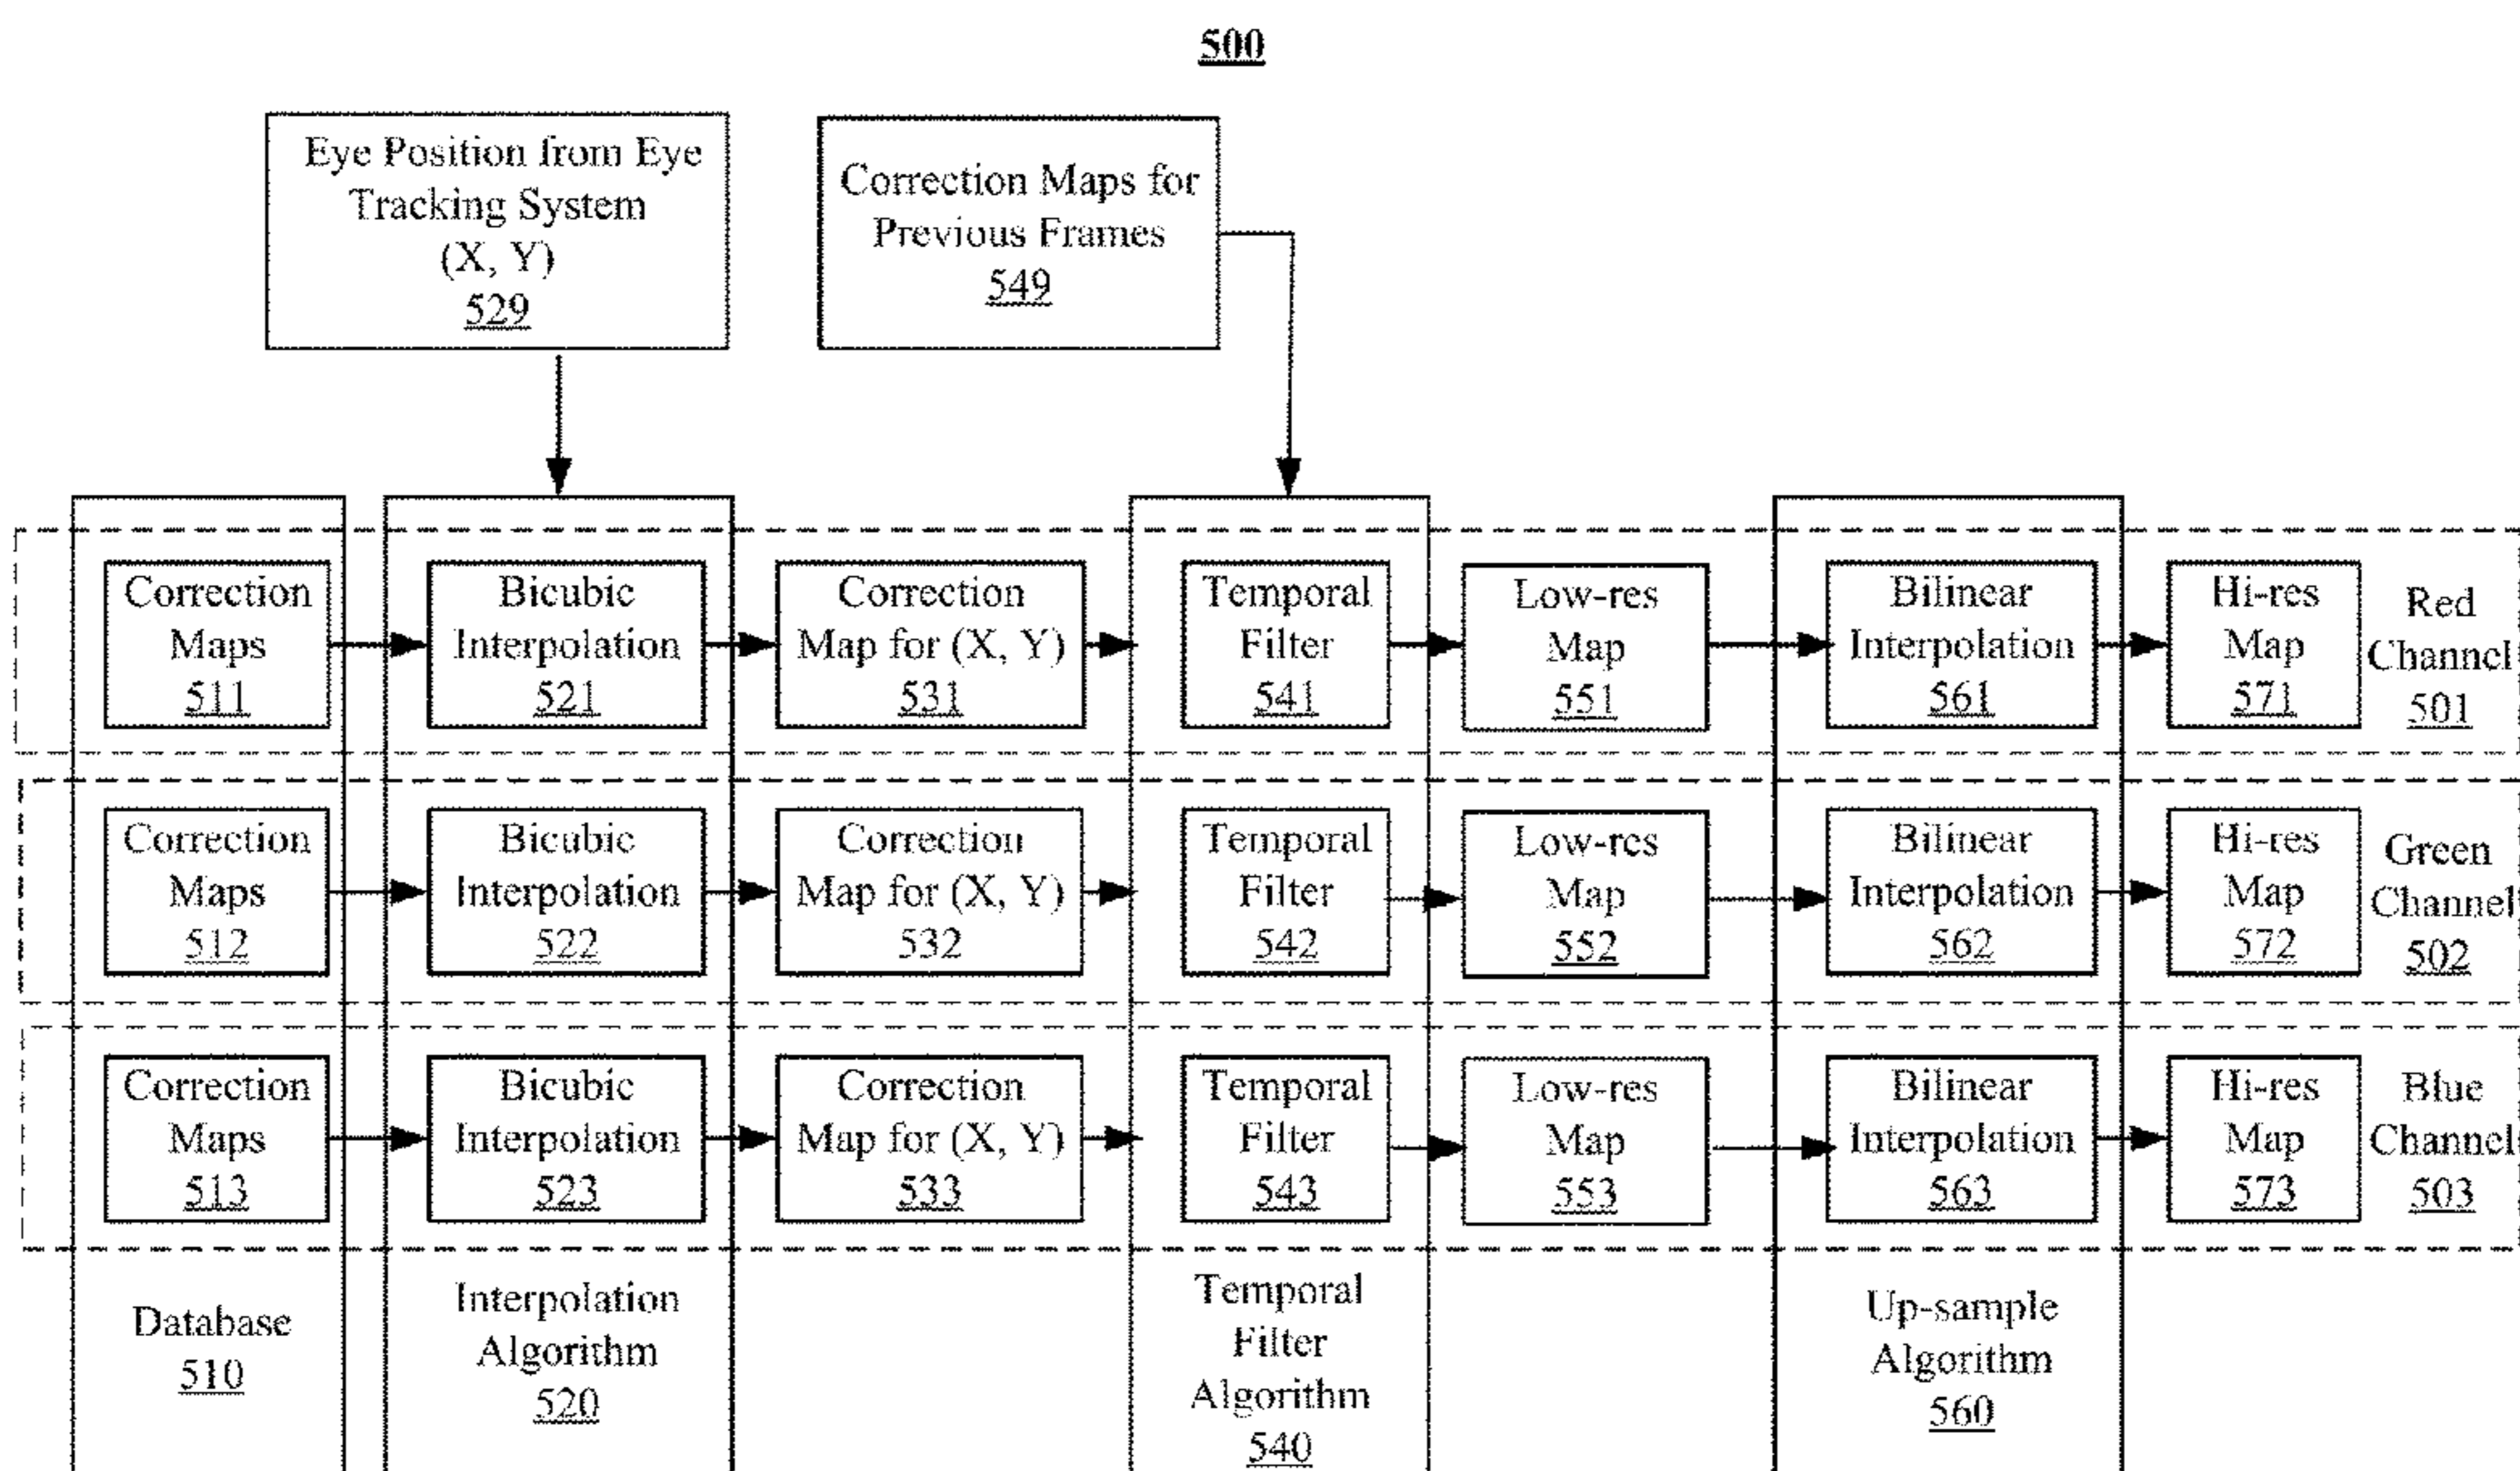 500
Eye Position from Eye
Tracking System
(X, Y)
529
Correction Maps for
Previous Frames
549
Correction
Maps
511
Bicubic
Interpolation
521
Correction
Map for (X, Y)
531
Temporal
Filter
541
Low-res
Map
551
Bilinear
Interpolation
561
Hi-res
Map
571
Red
Channel
501
Correction
Maps
512
Bicubic
Interpolation
522
Correction
Map for (X, Y)
532
Temporal
Filter
542
Low-res
Map
552
Bilinear
Interpolation
562
Hi-res
Map
572
Green
Channel
502
Correction
Maps
513
Bicubic
Interpolation
523
Correction
Map for (X, Y)
533
Temporal
Filter
543
Low-res
Map
553
Bilinear
Interpolation
563
Hi-res
Map
573
Blue
Channel
503
Database
510
Interpolation
Algorithm
520
Temporal
Filter
Algorithm
540
Up-sample
Algorithm
560